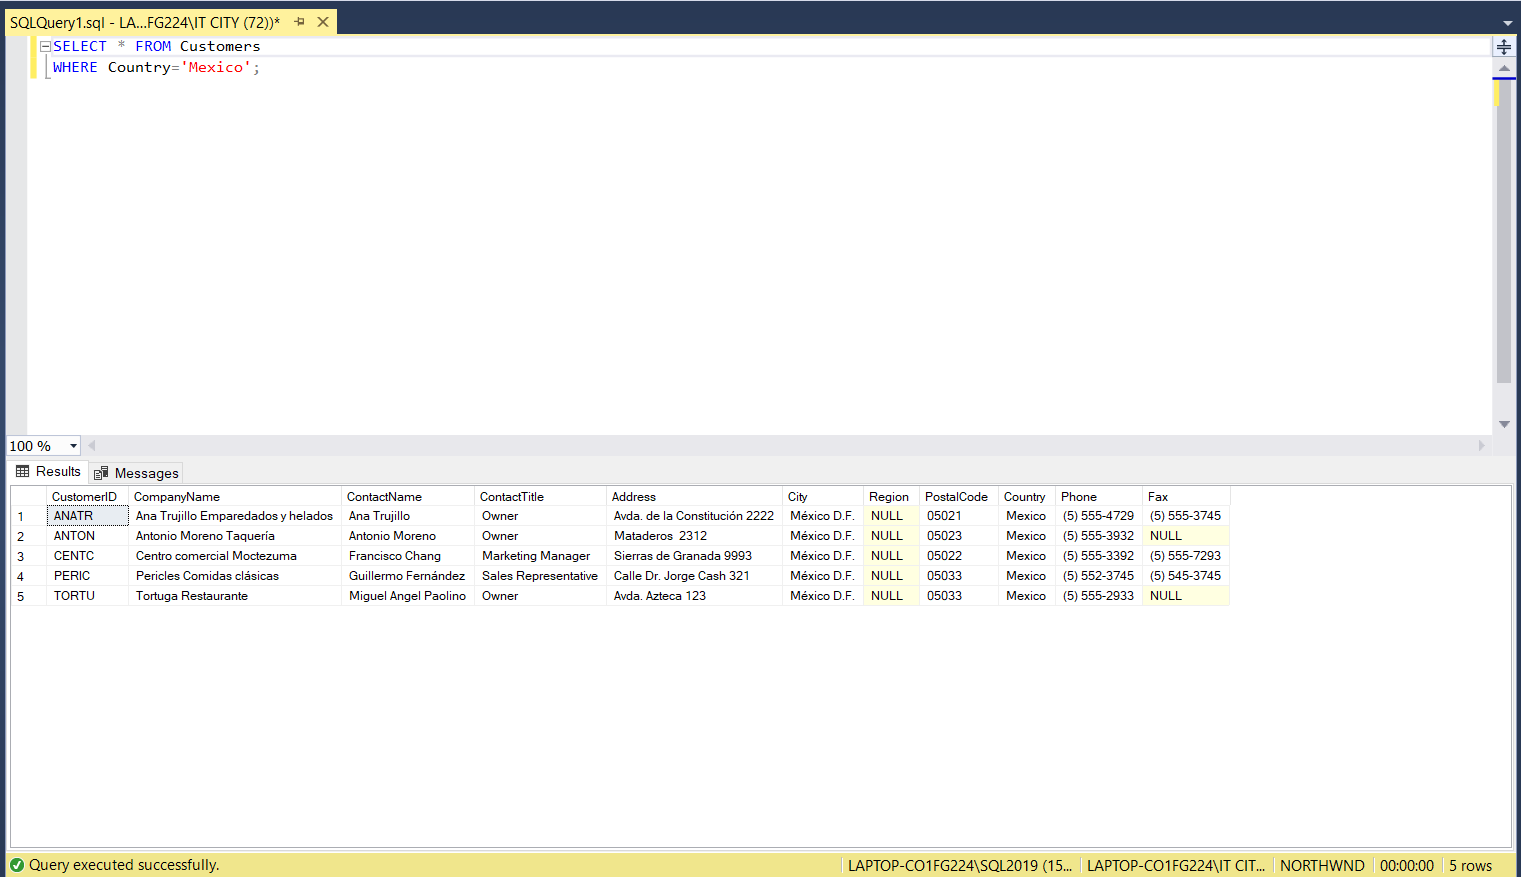 SQLQuery1.sql - LA...FG224\IT CITY (72))*
SELECT * FROM Customers
WHERE Country='Mexico';
100 %
Results Messages
CustomerID CompanyName ContactName ContactTitle Address City Region PostalCode Country Phone Fax
1 ANATR Ana Trujillo Emparedados y helados Ana Trujillo Owner Avda. de la Constitución 2222 México D.F. NULL 05021 Mexico (5) 555-4729 (5) 555-3745
2 ANTON Antonio Moreno Taquería Antonio Moreno Owner Mataderos  2312 México D.F. NULL 05023 Mexico (5) 555-3932 NULL
3 CENTC Centro comercial Moctezuma Francisco Chang Marketing Manager Sierras de Granada 9993 México D.F. NULL 05022 Mexico (5) 555-3392 (5) 555-7293
4 PERIC Pericles Comidas clásicas Guillermo Fernández Sales Representative Calle Dr. Jorge Cash 321 México D.F. NULL 05033 Mexico (5) 552-3745 (5) 545-3745
5 TORTU Tortuga Restaurante Miguel Angel Paolino Owner Avda. Azteca 123 México D.F. NULL 05033 Mexico (5) 555-2933 NULL
Query executed successfully. LAPTOP-CO1FG224\SQL2019 (15... LAPTOP-CO1FG224\IT CIT... NORTHWND 00:00:00 5 rows